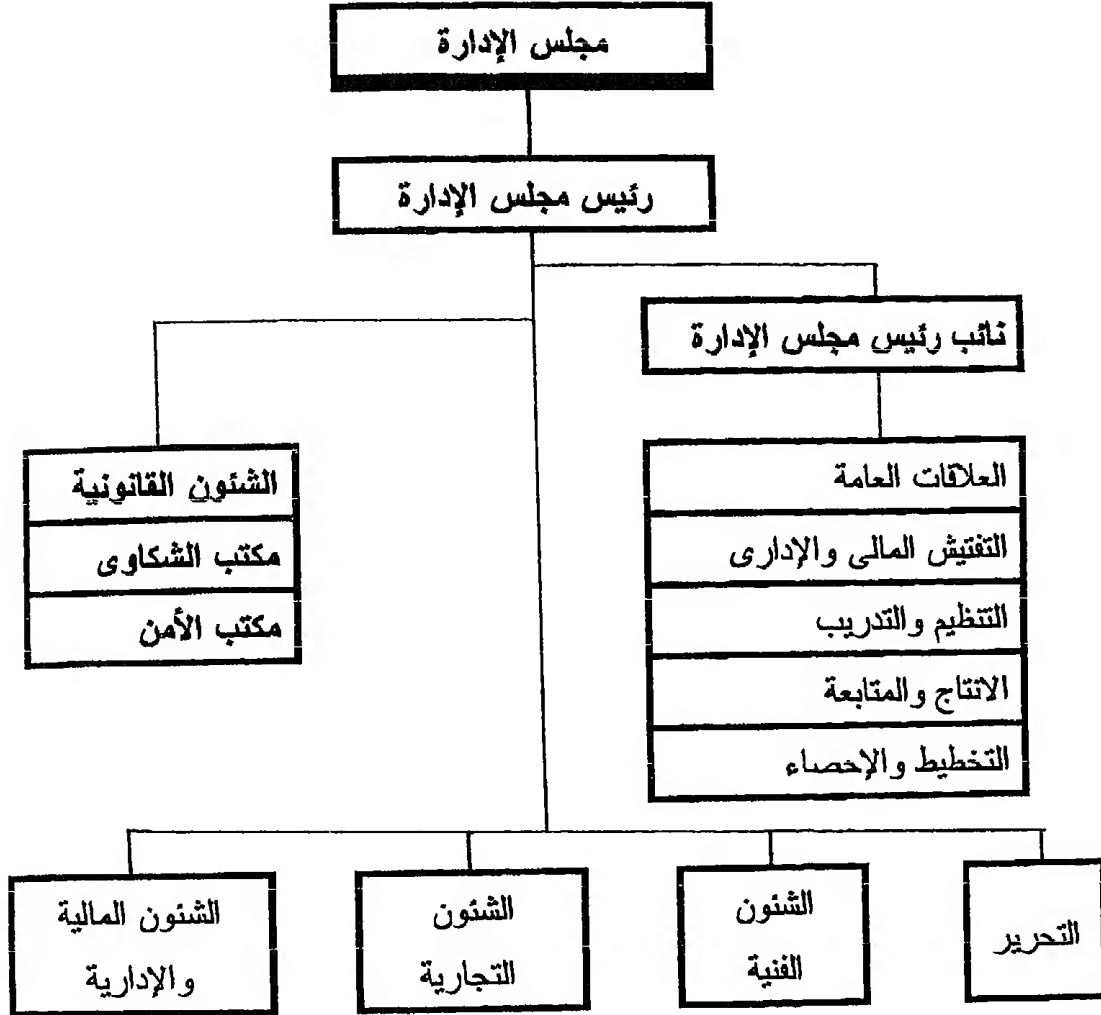 مجلس الإدارة
رئيس مجلس الإدارة
نائب رئيس مجلس الإدارة
العلاقات العامة
التفتيش المالى والإدارى
التنظيم والتدريب
الانتاج والمتابعة
التخطيط والإحصاء
الشئون القانونية
مكتب الشكاوى
مكتب الأمن
التحرير
الشئون
الفنية
الشئون
التجارية
الشئون المالية
والإدارية